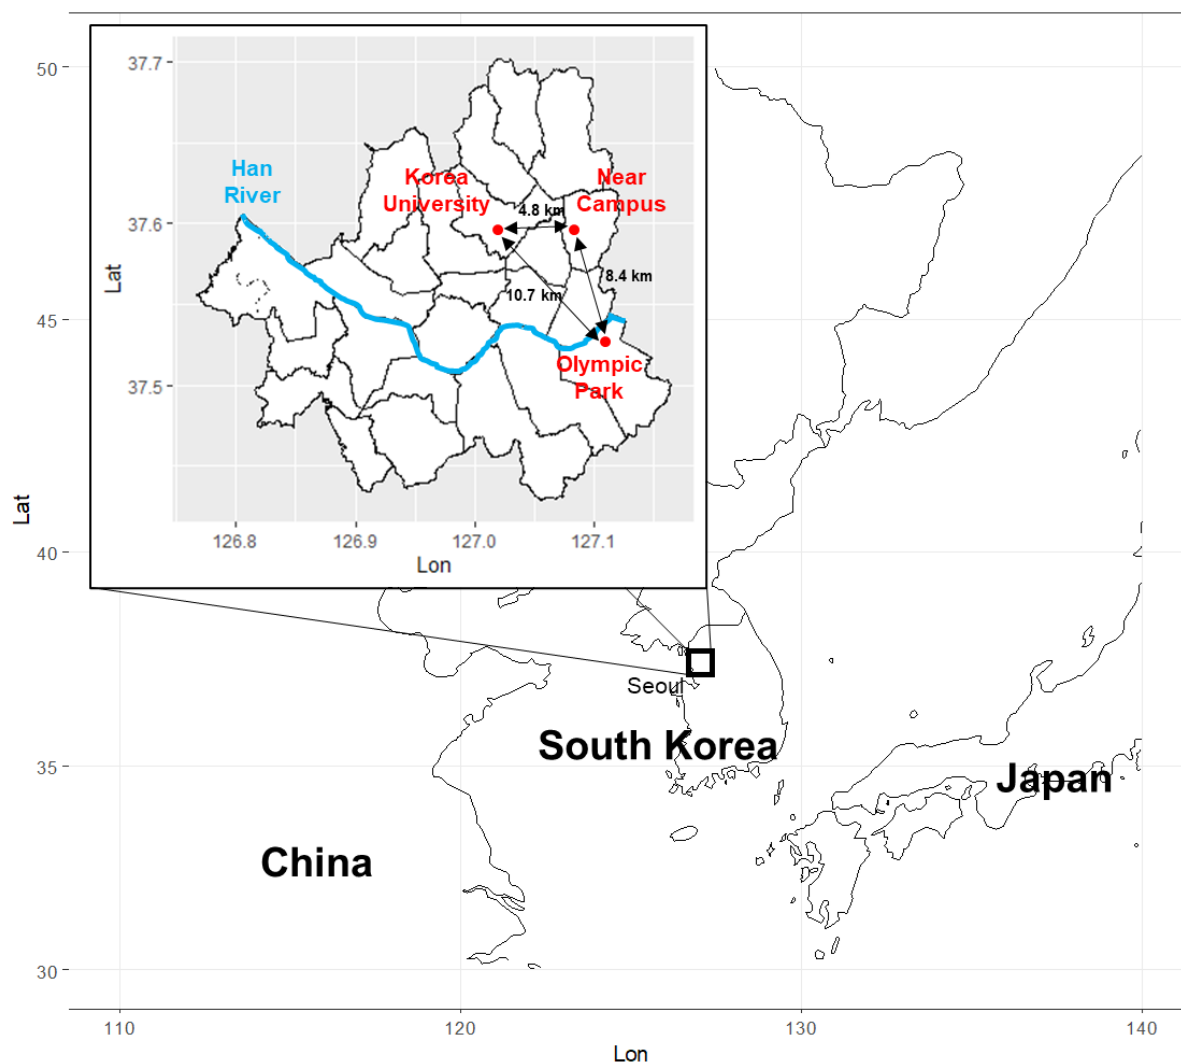 50
45
40
35
30
Lat
110
120
130
140
Lon
37.7
37.6
37.5
Lat
126.8
126.9
127.0
127.1
Lon
Han
River
Korea
University
Near
Campus
4.8 km
8.4 km
10.7 km
Olympic
Park
Seoul
South Korea
Japan
China